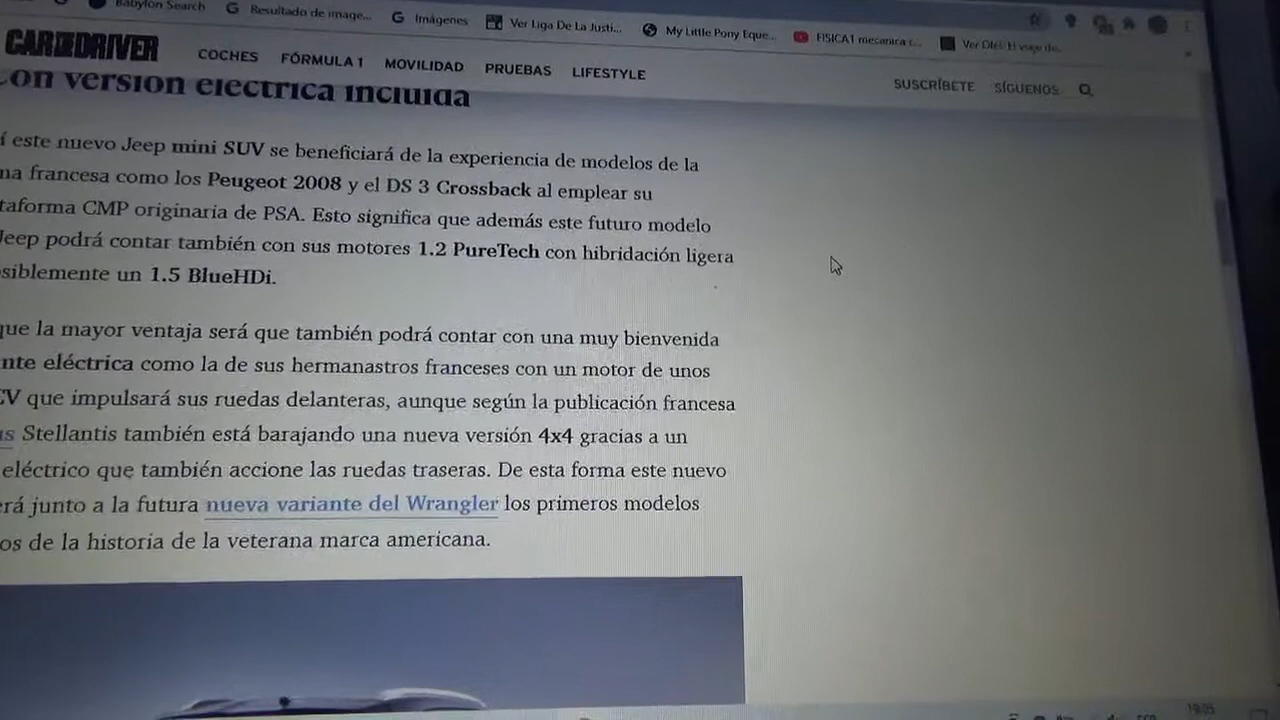 Babylon Search
Resultado de image...
Imágenes
Ver Liga De La Justi...
My Little Pony Eque...
FISICA1 mecanica c...
CAR AND DRIVER
COCHES
FÓRMULA 1
MOVILIDAD
PRUEBAS
LIFESTYLE
SUSCRÍBETE
SÍGUENOS
Con versión eléctrica incluida
í este nuevo Jeep mini SUV se beneficiará de la experiencia de modelos de la
na francesa como los Peugeot 2008 y el DS 3 Crossback al emplear su
taforma CMP originaria de PSA. Esto significa que además este futuro modelo
Jeep podrá contar también con sus motores 1.2 PureTech con hibridación ligera
siblemente un 1.5 BlueHDi.
que la mayor ventaja será que también podrá contar con una muy bienvenida
nte eléctrica como la de sus hermanastros franceses con un motor de unos
CV que impulsará sus ruedas delanteras, aunque según la publicación francesa
us Stellantis también está barajando una nueva versión 4x4 gracias a un
eléctrico que también accione las ruedas traseras. De esta forma este nuevo
erá junto a la futura nueva variante del Wrangler los primeros modelos
os de la historia de la veterana marca americana.
19:05